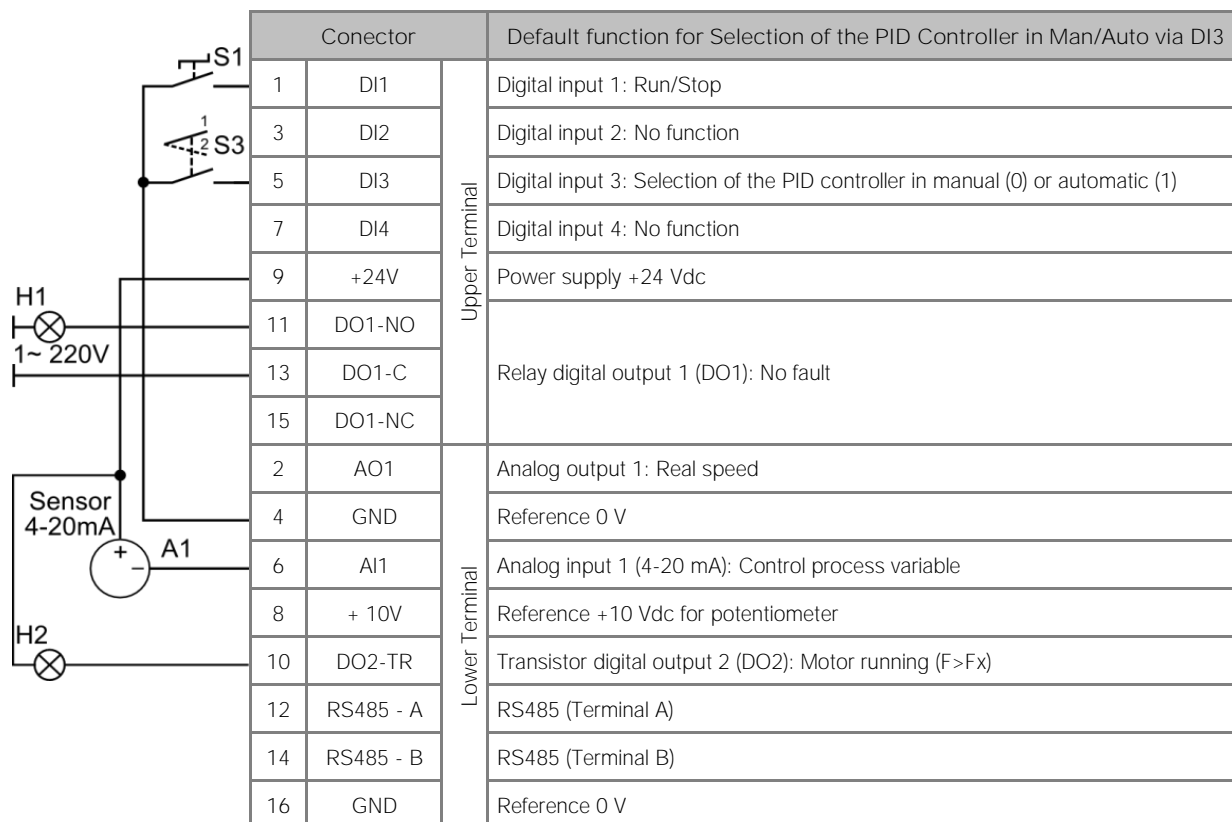 Conector Default function for Selection of the PID Controller in Man/Auto via DI3
S1
1 DI1 Digital input 1: Run/Stop
1
2 S3
3 DI2 Digital input 2: No function
5 DI3 Digital input 3: Selection of the PID controller in manual (0) or automatic (1)
7 DI4 Digital input 4: No function
Upper Terminal
9 +24V Power supply +24 Vdc
H1
11 DO1-NO
1~ 220V
13 DO1-C Relay digital output 1 (DO1): No fault
15 DO1-NC
2 AO1 Analog output 1: Real speed
Sensor
4-20mA
4 GND Reference 0 V
+ - A1
6 AI1 Analog input 1 (4-20 mA): Control process variable
8 + 10V Reference +10 Vdc for potentiometer
Lower Terminal
H2
10 DO2-TR Transistor digital output 2 (DO2): Motor running (F>Fx)
12 RS485 - A RS485 (Terminal A)
14 RS485 - B RS485 (Terminal B)
16 GND Reference 0 V